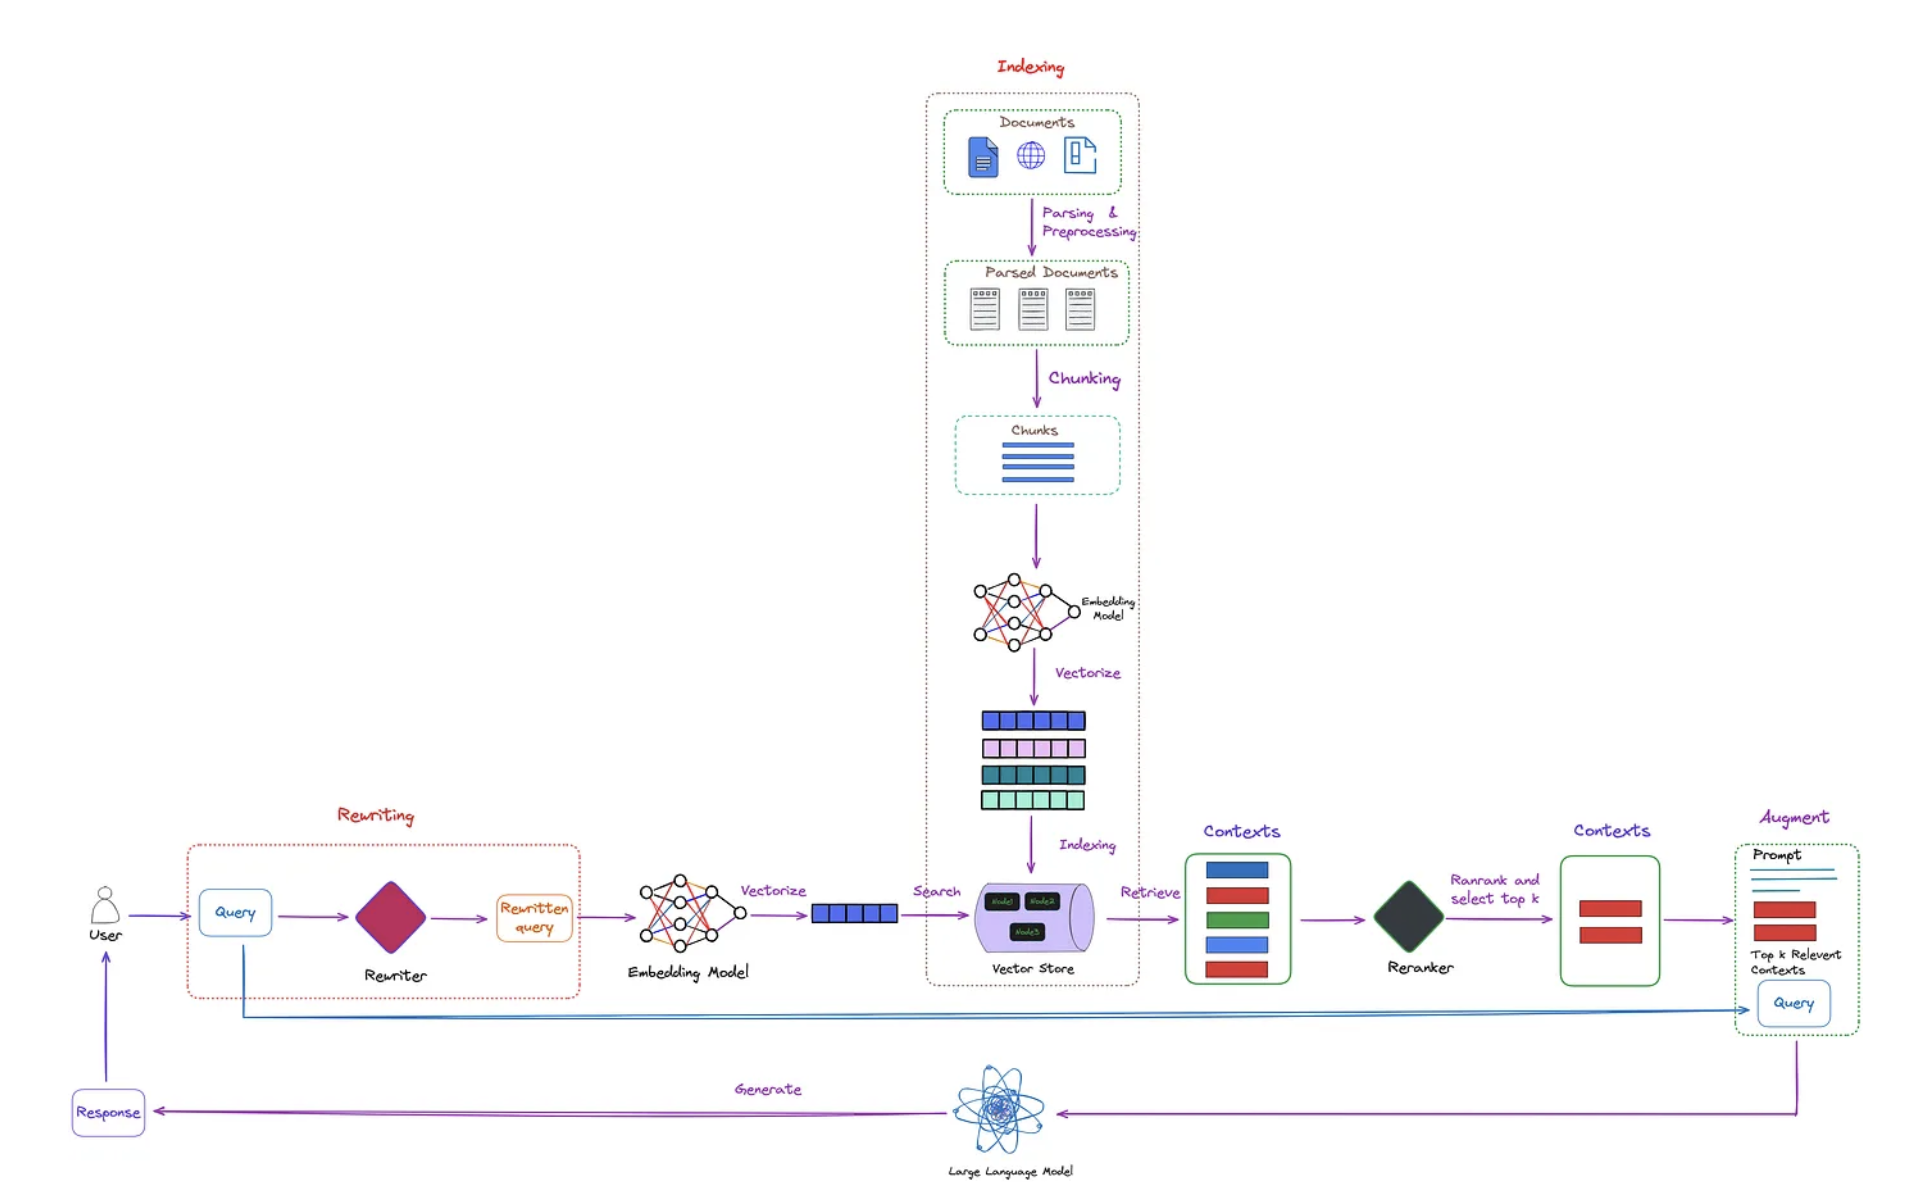 Indexing
Documents
Parsing &
Preprocessing
Parsed Documents
Chunking
Chunks
Embedding
Model
Vectorize
Indexing
Rewriting
Query
Rewriter
Rewritten
query
User
Embedding Model
Vectorize
Search
Node1
Node2
Node3
Vector Store
Retrieve
Contexts
Reranker
Ranrank and
select top k
Contexts
Augment
Prompt
Top k Relevent
Contexts
Query
Generate
Response
Large Language Model